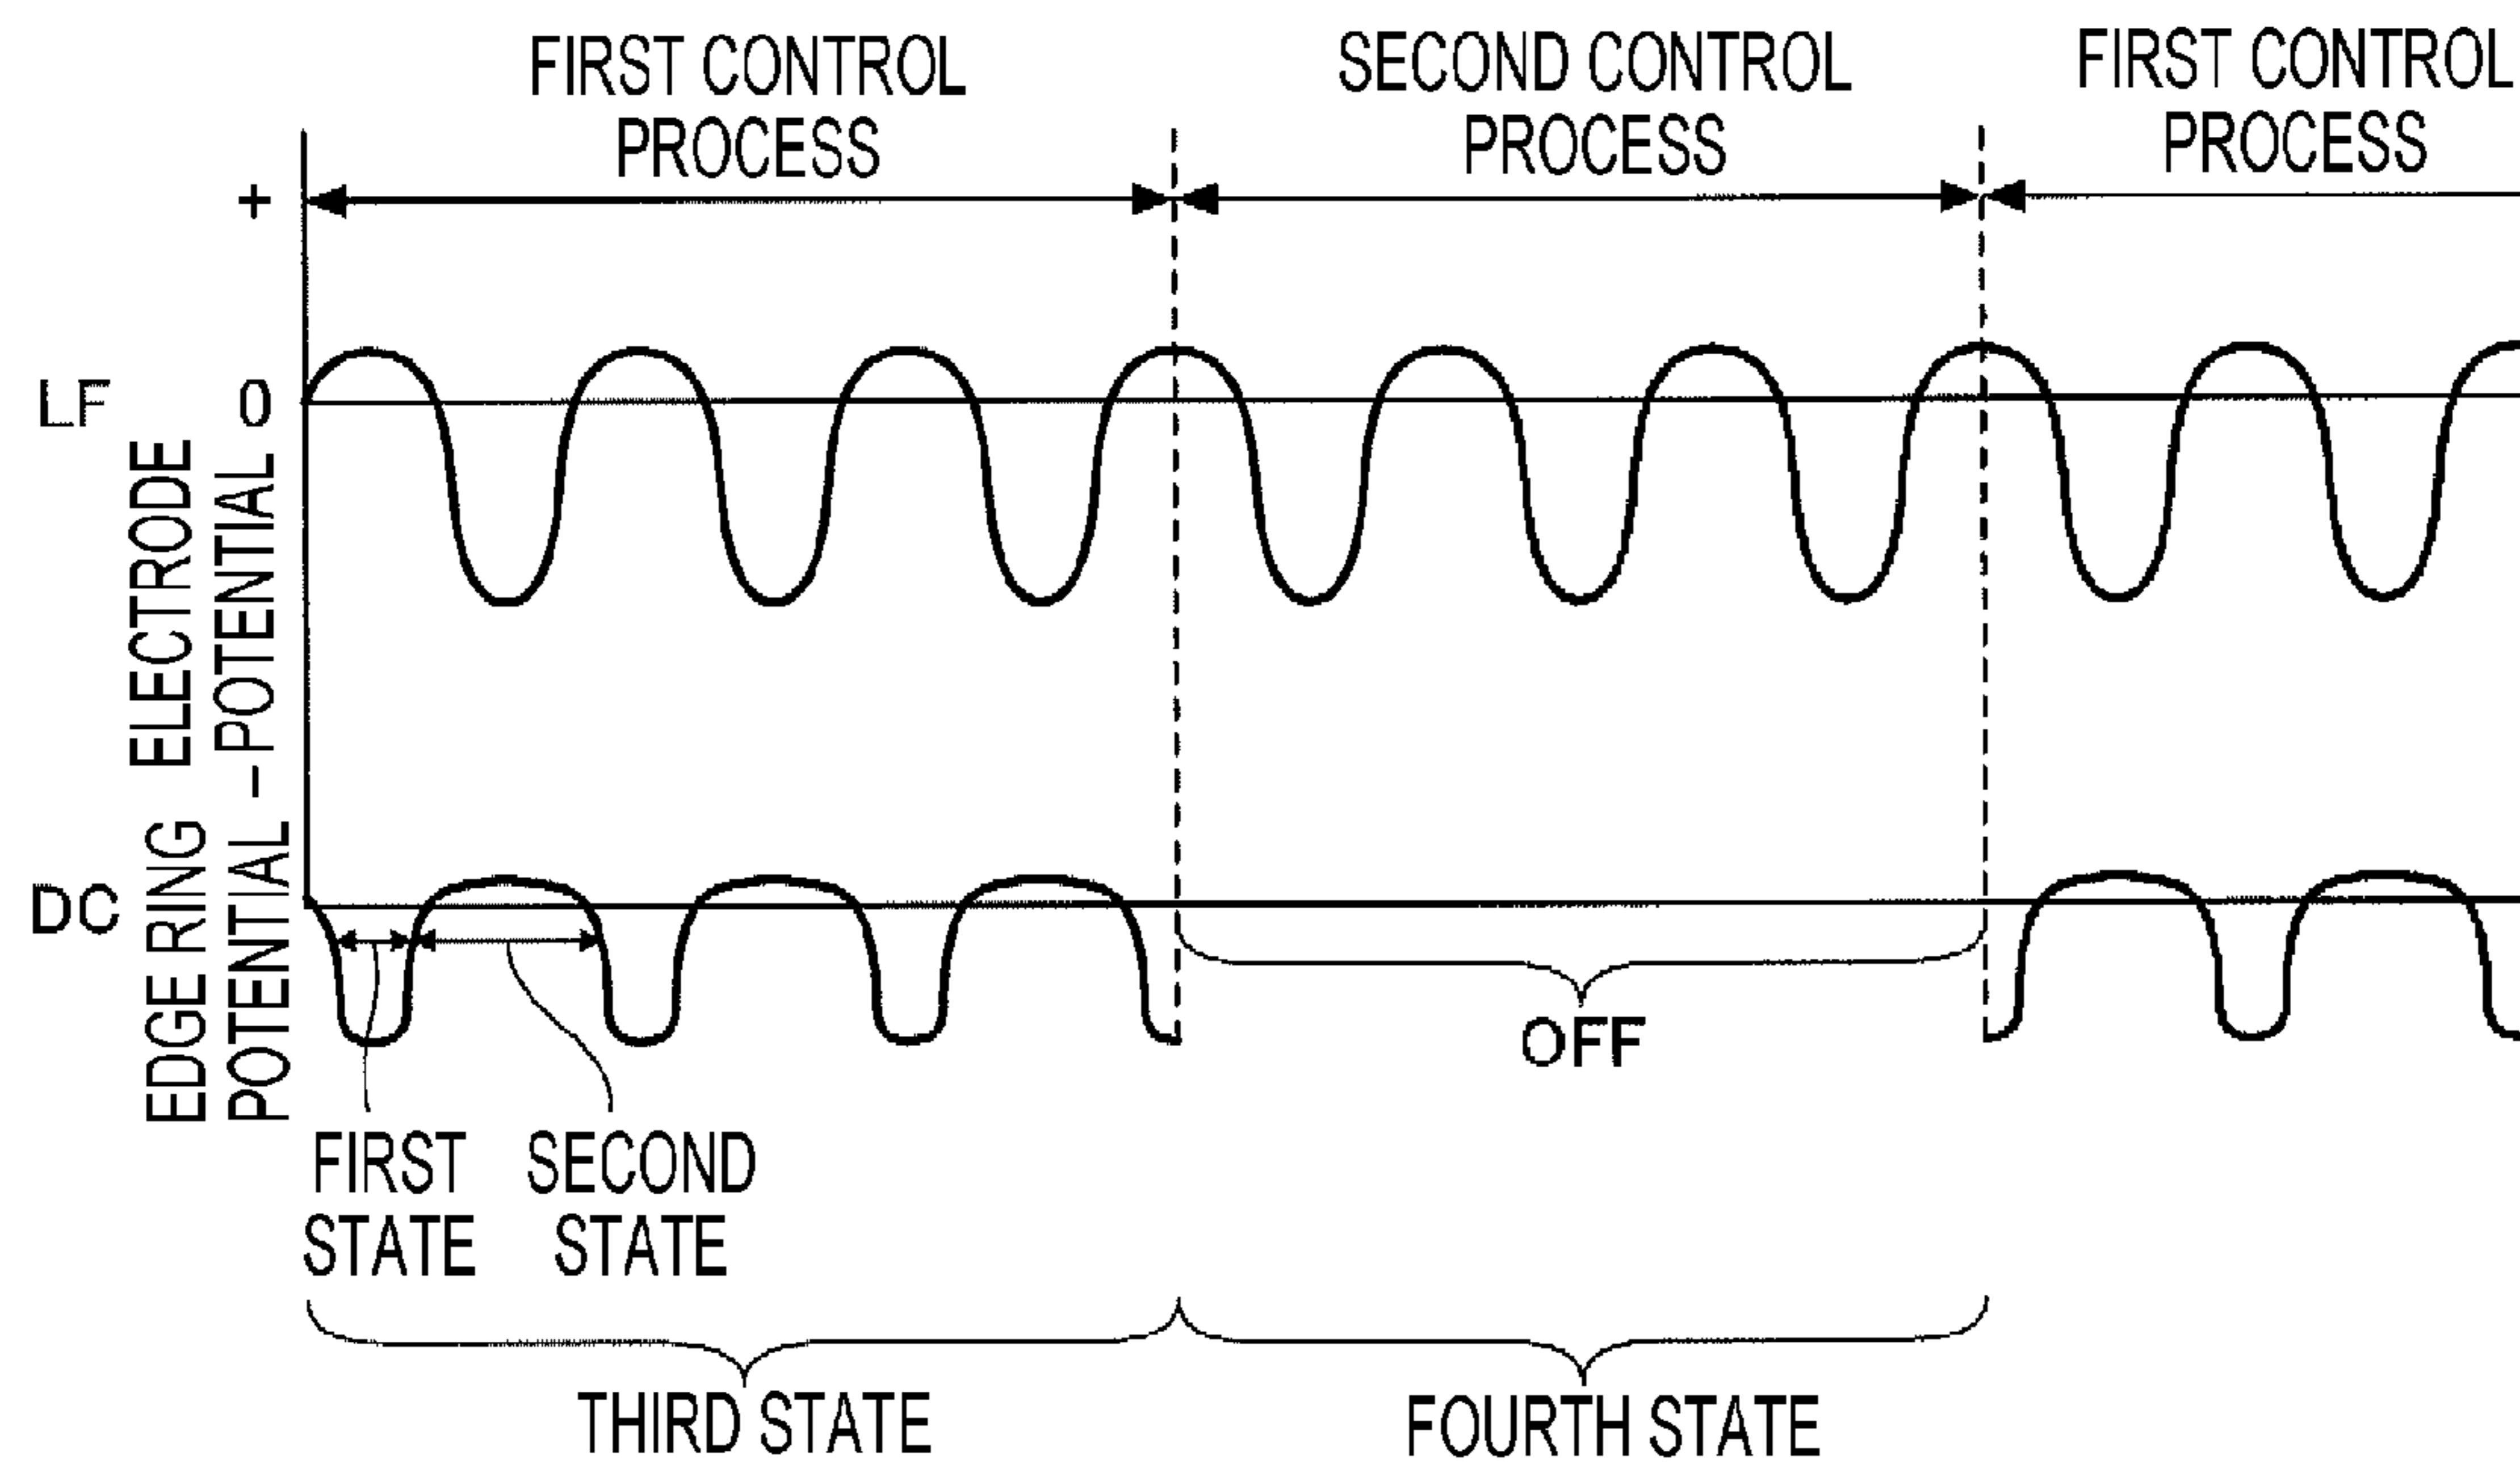 FIRST CONTROL
PROCESS
SECOND CONTROL
PROCESS
FIRST CONTROL
PROCESS
+
LF
0
ELECTRODE
POTENTIAL
−
DC
EDGE RING
POTENTIAL
OFF
FIRST
STATE
SECOND
STATE
THIRD STATE
FOURTH STATE